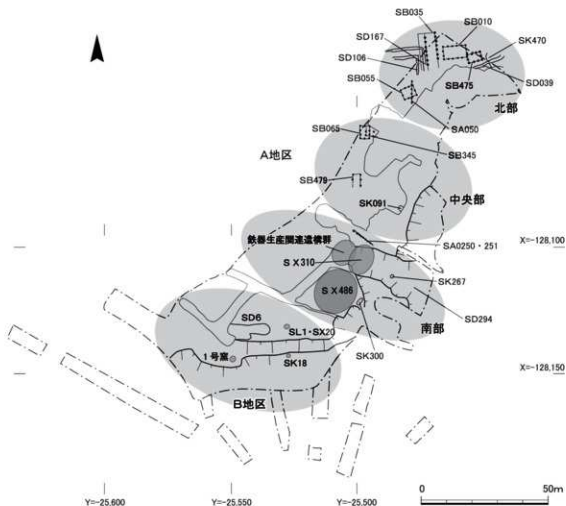 SB035
SB010
SD167
SK470
SD106
SB055
SB475
SD039
北部
SA050
SB065
A地区
SB345
SB479
SK091
中央部
鉄器生産関連遺構群
SA0250・251
X=-128,100
SX310
SK267
SX486
SD294
SD6
SL1・SX20
南部
1号窯
SK18
SK300
X=-128,150
B地区
0
50m
Y=-25,600
Y=-25,550
Y=-25,500